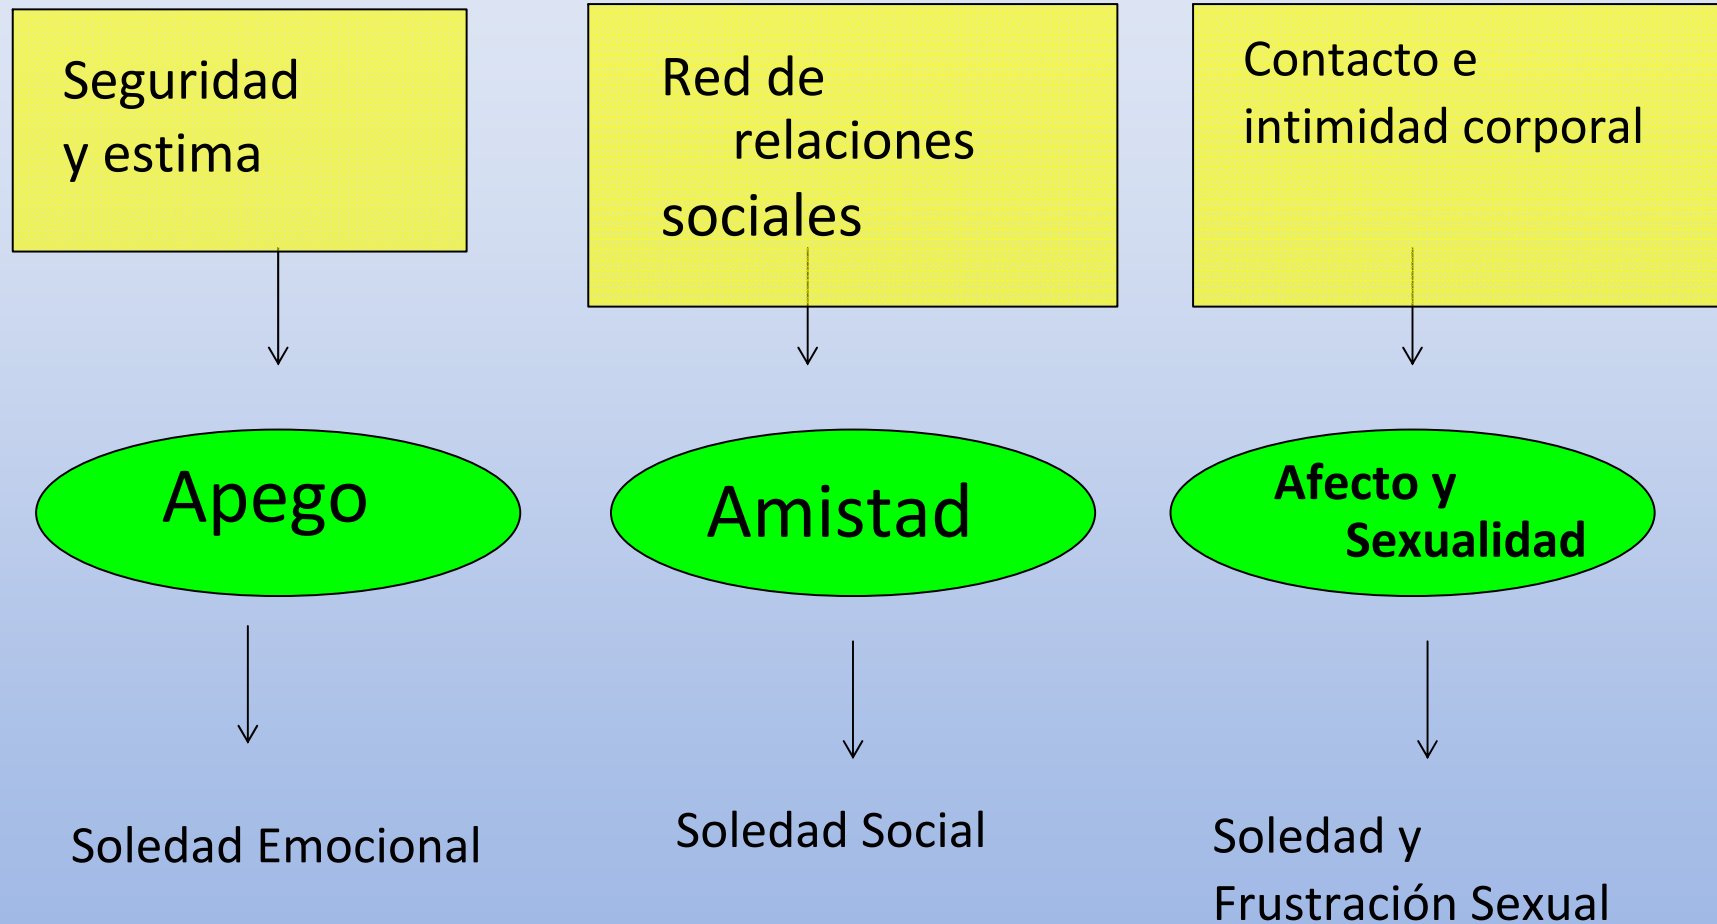 Seguridad
y estima
Red de
relaciones
sociales
Contacto e
intimidad corporal
Apego
Amistad
Afecto y
Sexualidad
Soledad Emocional
Soledad Social
Soledad y
Frustración Sexual